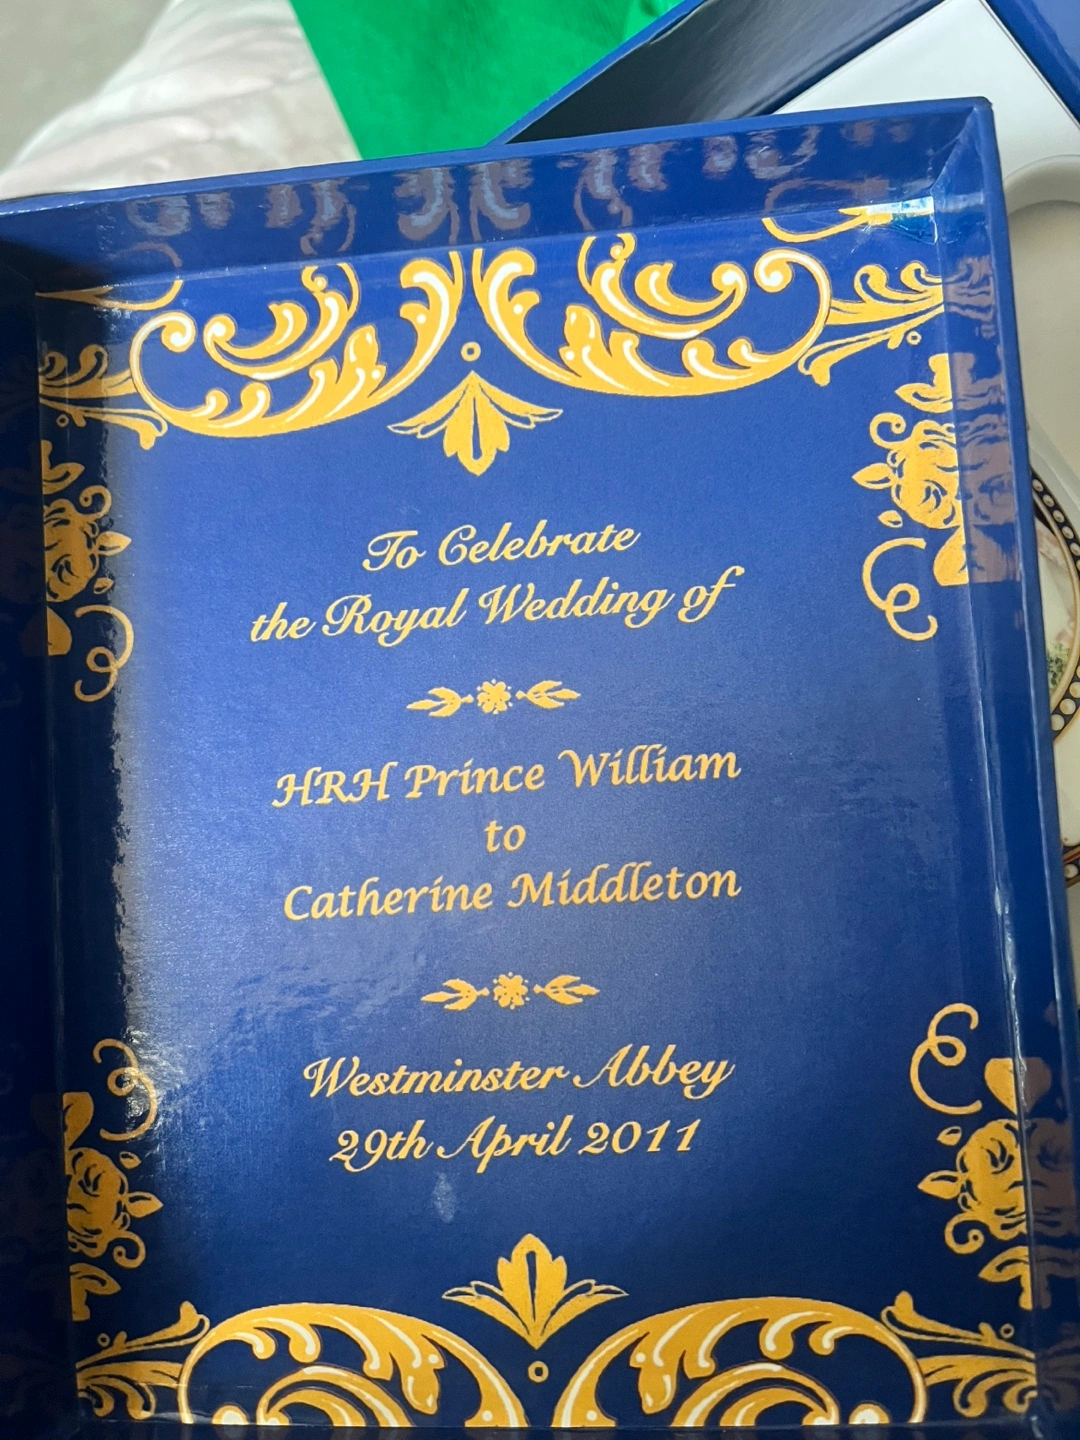 To Celebrate
the Royal Wedding of
HRH Prince William
to
Catherine Middleton
Westminster Abbey
29th April 2011